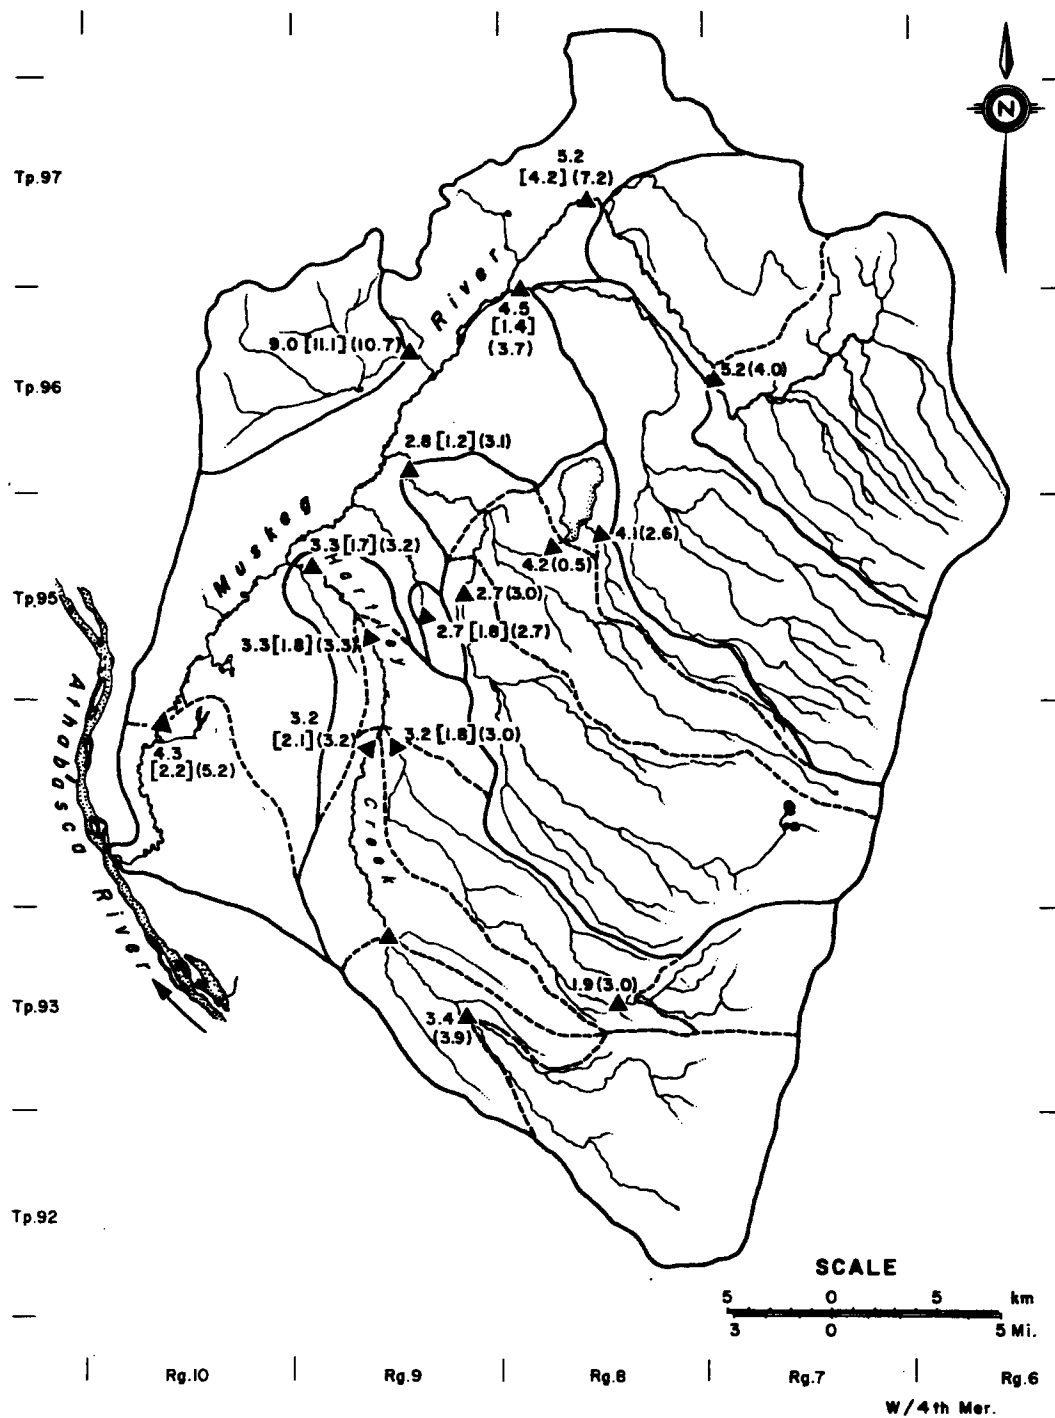 N
Tp.97
5.2
[4.2] (7.2)
River
4.5
[1.4]
(3.7)
9.0 [11.1] (10.7)
5.2 (4.0)
Tp.96
2.8 [1.2] (3.1)
Muskeg
4.1 (2.6)
3.3 [1.7] (3.2)
4.2 (0.5)
Hartley
Tp.95
2.7 (3.0)
2.7 [1.8] (2.7)
3.3 [1.8] (3.3)
3.2
[2.1] (3.2)
3.2 [1.8] (3.0)
4.3
[2.2] (5.2)
Athabasca
Creek
River
1.9 (3.0)
Tp.93
3.4
(3.9)
Tp.92
SCALE
5 0 5 km
3 0 5 Mi.
Rg.10 Rg.9 Rg.8 Rg.7 Rg.6
W/4th Mer.